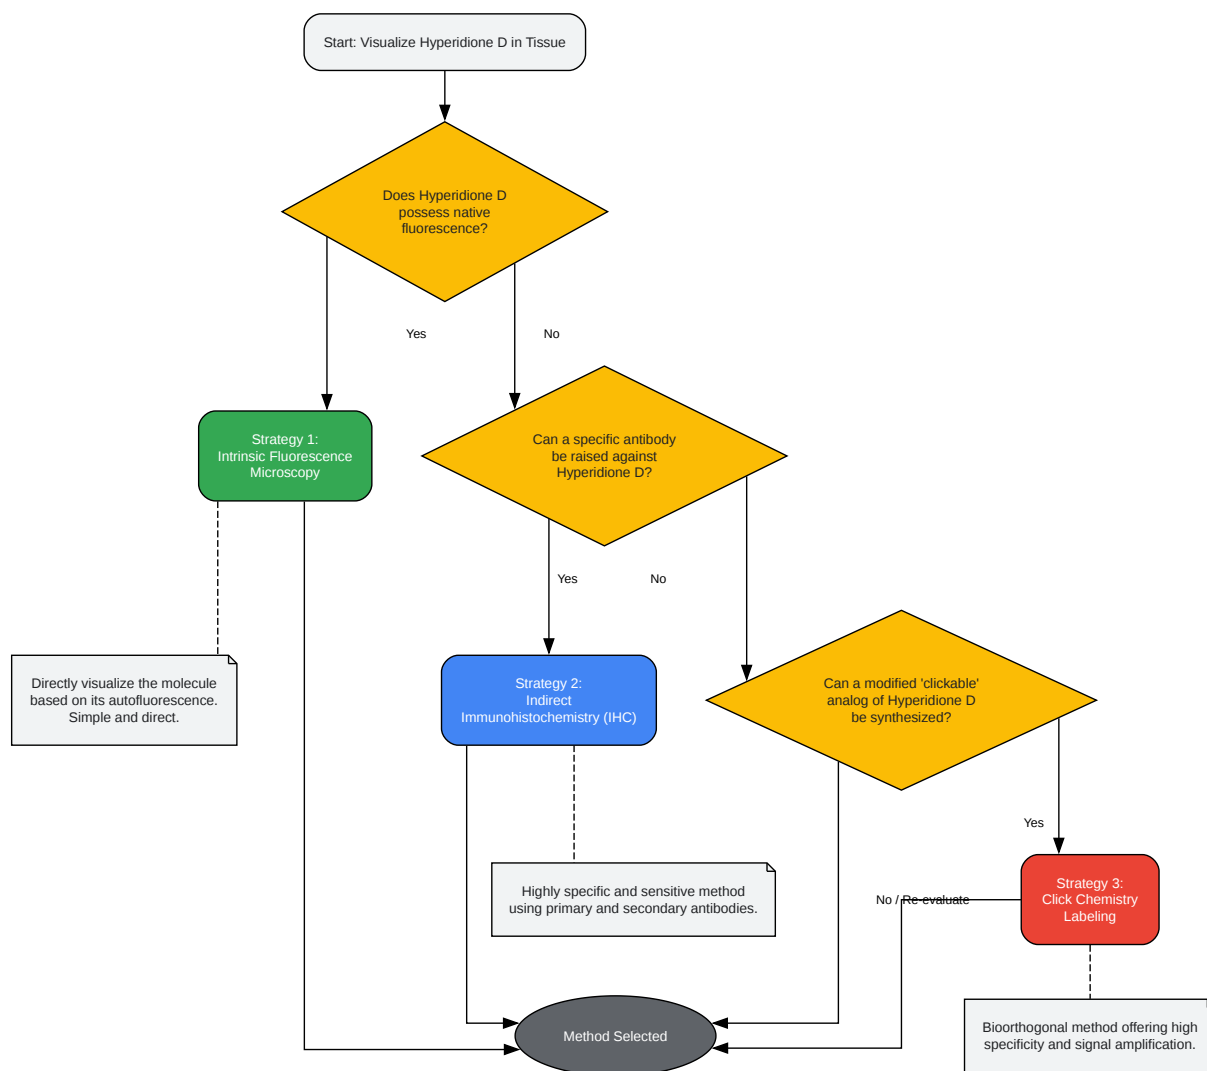 Start: Visualize Hyperidione D in Tissue
Does Hyperidione D
possess native
fluorescence?
Yes
No
Strategy 1:
Intrinsic Fluorescence
Microscopy
Can a specific antibody
be raised against
Hyperidione D?
Yes
No
Directly visualize the molecule
based on its autofluorescence.
Simple and direct.
Strategy 2:
Indirect
Immunohistochemistry (IHC)
Can a modified 'clickable'
analog of Hyperidione D
be synthesized?
Yes
Highly specific and sensitive method
using primary and secondary antibodies.
No / Re-evaluate
Strategy 3:
Click Chemistry
Labeling
Method Selected
Bioorthogonal method offering high
specificity and signal amplification.